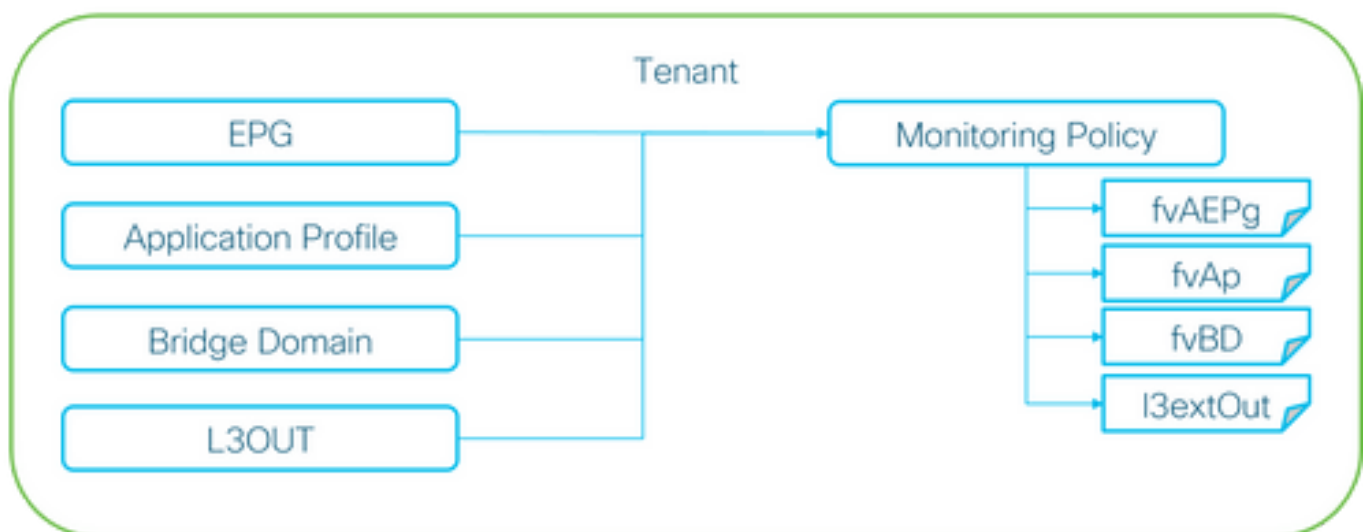 Tenant
EPG
Application Profile
Bridge Domain
L3OUT
Monitoring Policy
fvAEPg
fvAp
fvBD
l3extOut